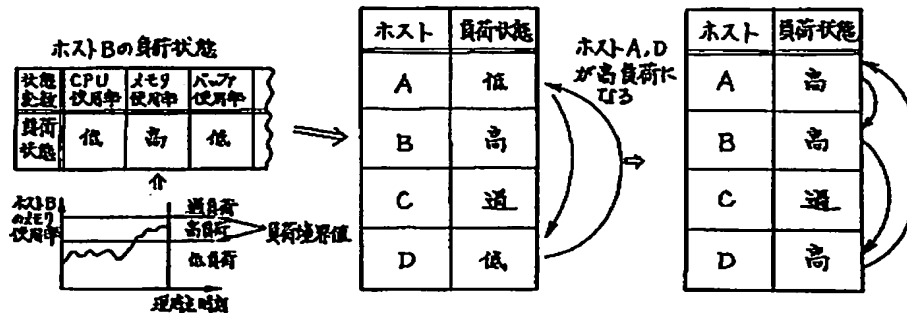 ホストBの負荷状態
状態変数 CPU使用率 メモリ使用率 バッファ使用率
負荷状態 低 高 低
ホストBのメモリ使用率
過負荷
高負荷
低負荷
負荷境界値
現在時刻
ホスト 負荷状態
A 低
B 高
C 過
D 低
ホストA,D
が高負荷に
なる
ホスト 負荷状態
A 高
B 高
C 過
D 高